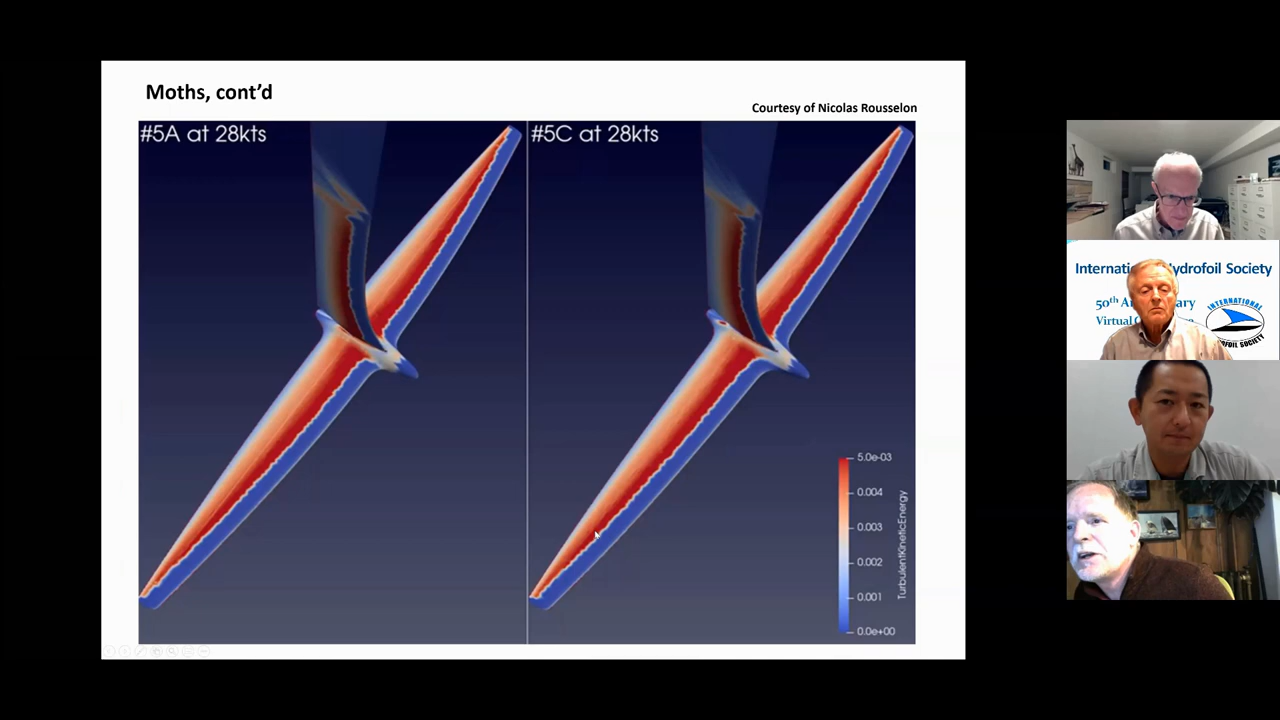 Moths, cont’d
Courtesy of Nicolas Rousselon
#5A at 28kts
#5C at 28kts
5.0e-03
0.004
0.003
0.002
0.001
0.0e+00
TurbulentKineticEnergy
Hydrofoil Society
50th
Virtual
INTERNATIONAL
SOCIETY